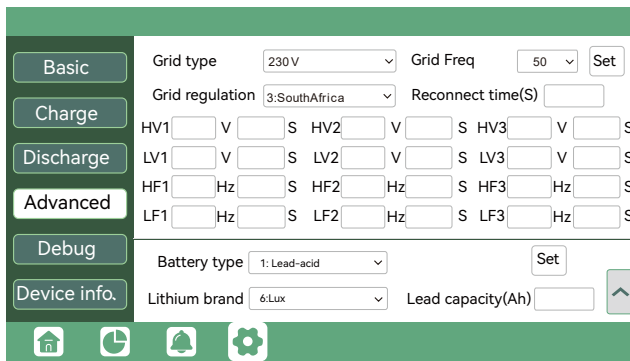 Basic
Charge
Discharge
Advanced
Debug
Device info.
Grid type 230 V Grid Freq 50 Set
Grid regulation 3:SouthAfrica Reconnect time(S)
HV1 V S HV2 V S HV3 V S
LV1 V S LV2 V S LV3 V S
HF1 Hz S HF2 Hz S HF3 Hz S
LF1 Hz S LF2 Hz S LF3 Hz S
Battery type 1: Lead-acid Set
Lithium brand 6:Lux Lead capacity(Ah)